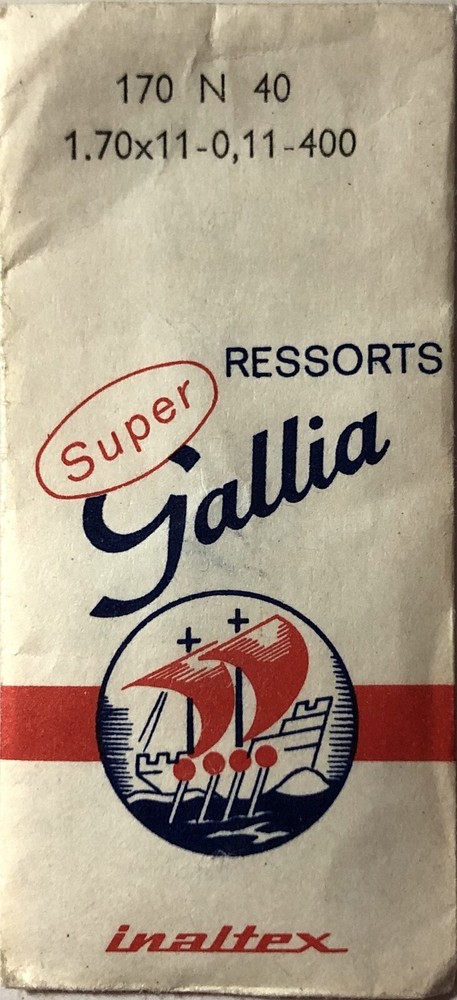 170 N 40
1.70x11-0,11-400
RESSORTS
Super
Gallia
inaltex